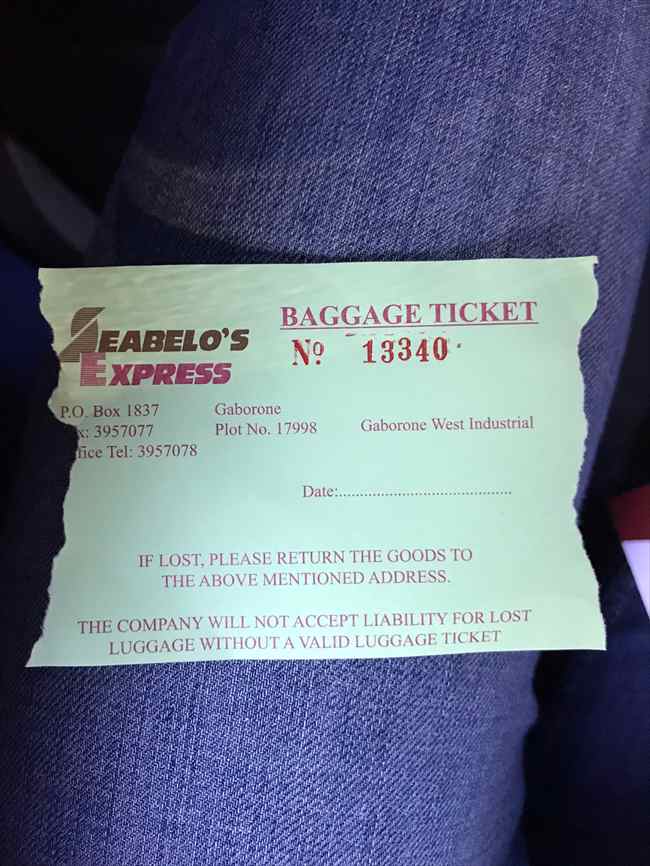 SEABELO'S
EXPRESS
BAGGAGE TICKET
Nº 13340
P.O. Box 1837 Gaborone
x: 3957077 Plot No. 17998 Gaborone West Industrial
fice Tel: 3957078
Date:..........................................
IF LOST, PLEASE RETURN THE GOODS TO
THE ABOVE MENTIONED ADDRESS.
THE COMPANY WILL NOT ACCEPT LIABILITY FOR LOST
LUGGAGE WITHOUT A VALID LUGGAGE TICKET